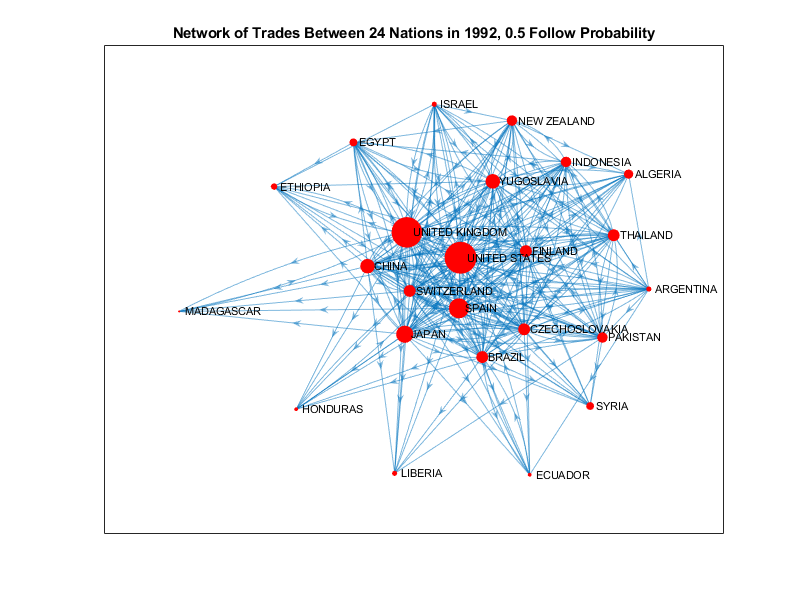 Network of Trades Between 24 Nations in 1992, 0.5 Follow Probability
ISRAEL
NEW ZEALAND
EGYPT
INDONESIA
ALGERIA
YUGOSLAVIA
ETHIOPIA
UNITED KINGDOM
THAILAND
FINLAND
UNITED STATES
CHINA
ARGENTINA
SWITZERLAND
SPAIN
MADAGASCAR
CZECHOSLOVAKIA
JAPAN
PAKISTAN
BRAZIL
SYRIA
HONDURAS
LIBERIA
ECUADOR